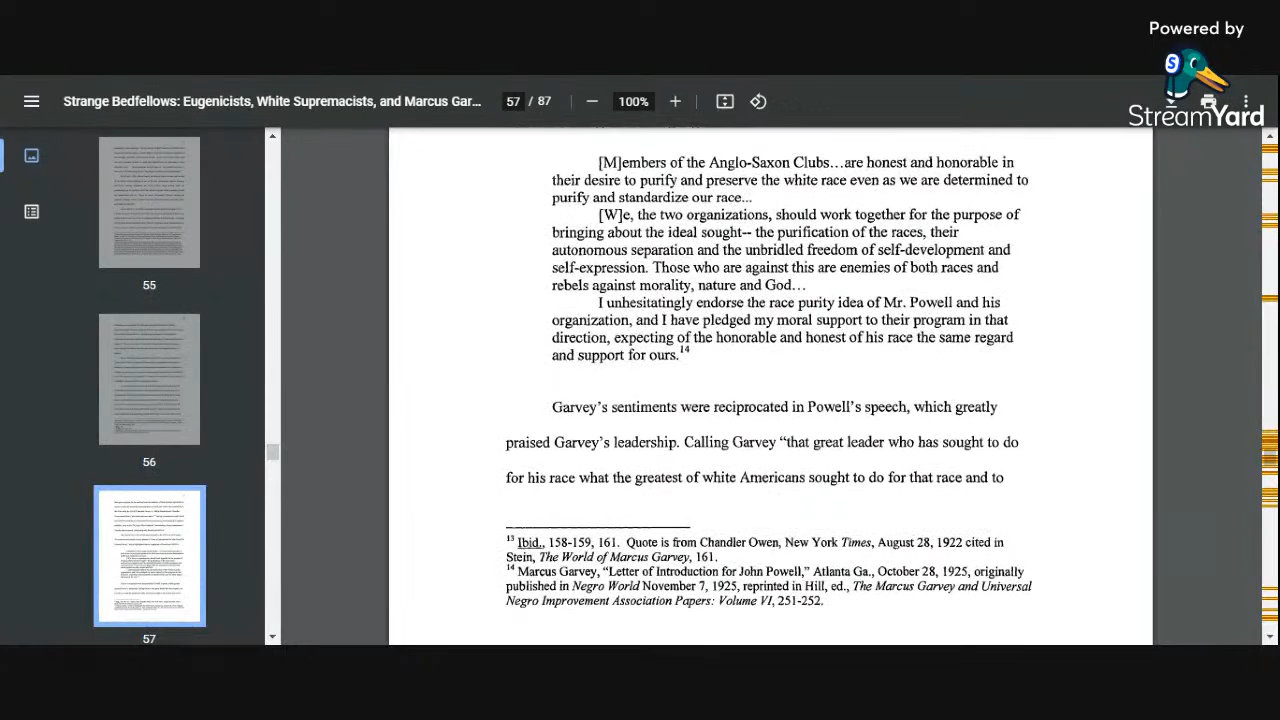 Powered by
StreamYard
Strange Bedfellows: Eugenicists, White Supremacists, and Marcus Gar...
57 / 87
100%
55
56
57
[M]embers of the Anglo-Saxon Clubs…are honest and honorable in
their desire to purify and preserve the white race even as we are determined to
purify and standardize our race...
[W]e, the two organizations, should work together for the purpose of
bringing about the ideal sought-- the purification of the races, their
autonomous separation and the unbridled freedom of self-development and
self-expression. Those who are against this are enemies of both races and
rebels against morality, nature and God…
I unhesitatingly endorse the race purity idea of Mr. Powell and his
organization, and I have pledged my moral support to their program in that
direction, expecting of the honorable and honest of his race the same regard
and support for ours.14
Garvey's sentiments were reciprocated in Powell's speech, which greatly
praised Garvey's leadership. Calling Garvey "that great leader who has sought to do
for his race what the greatest of white Americans sought to do for that race and to
13 Ibid., 158-159, 161. Quote is from Chandler Owen, New York Times, August 28, 1922 cited in
Stein, The World of Marcus Garvey, 161.
14 Marcus Garvey, "Letter of Introduction for John Powell," Atlanta Ga., October 28, 1925, originally
published in Negro World November 7, 1925, reprinted in Hill, ed., The Marcus Garvey and Universal
Negro Improvement Association Papers: Volume VI, 251-252.